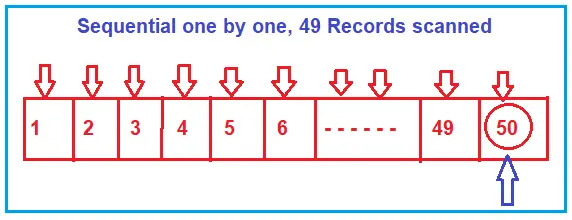 Sequential one by one, 49 Records scanned
1 2 3 4 5 6 - - - - - - 49 50